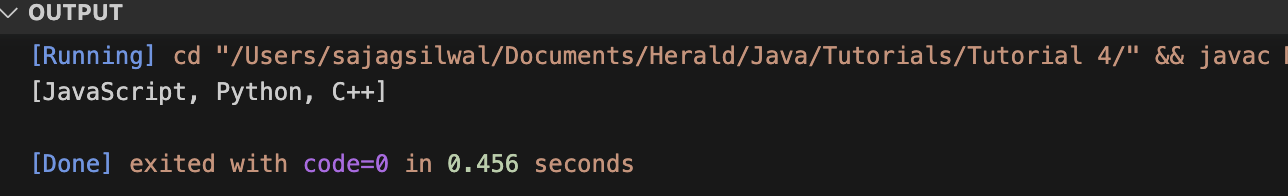 OUTPUT
[Running] cd "/Users/sajagsilwal/Documents/Herald/Java/Tutorials/Tutorial 4/" && javac
[JavaScript, Python, C++]
[Done] exited with code=0 in 0.456 seconds